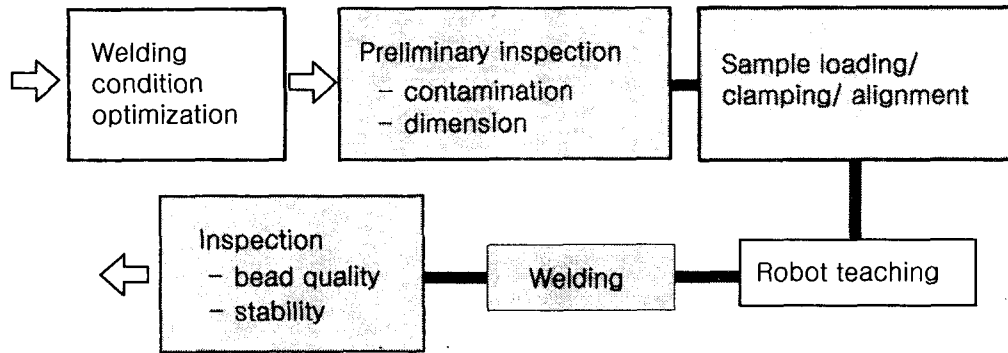 Welding
condition
optimization
Preliminary inspection
– contamination
– dimension
Sample loading/
clamping/ alignment
Robot teaching
Welding
Inspection
– bead quality
– stability